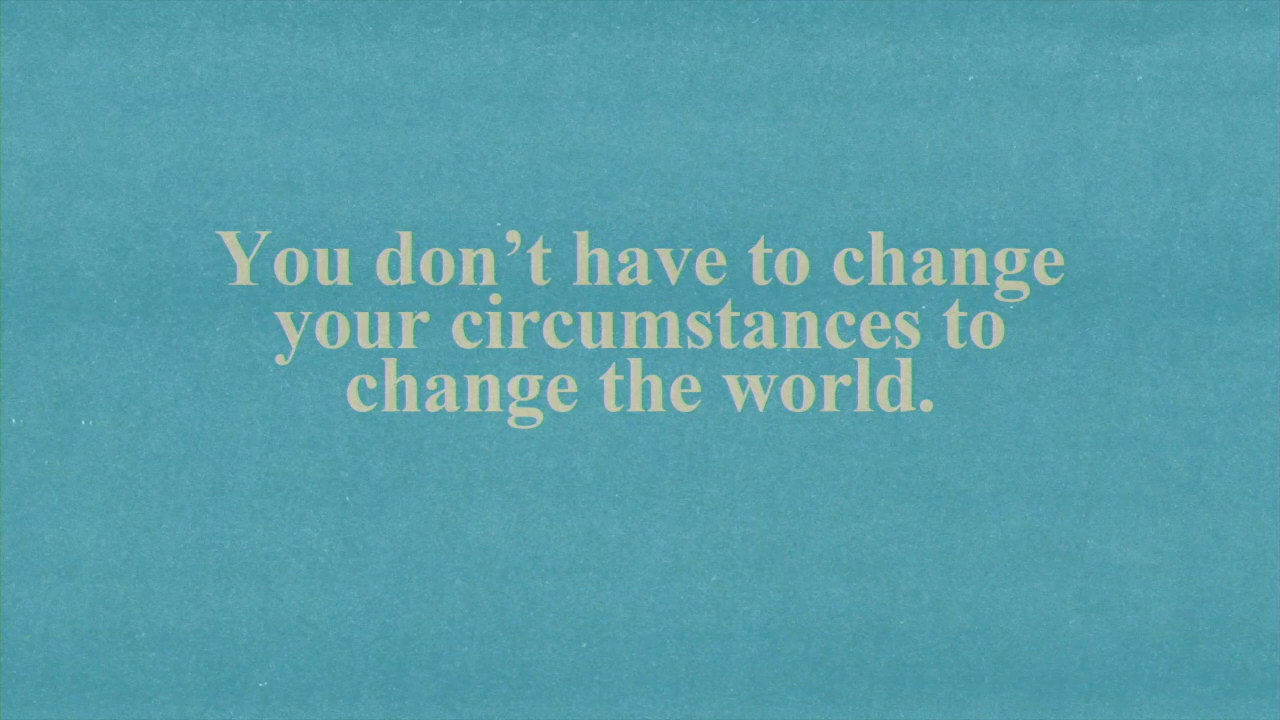 You don’t have to change
your circumstances to
change the world.